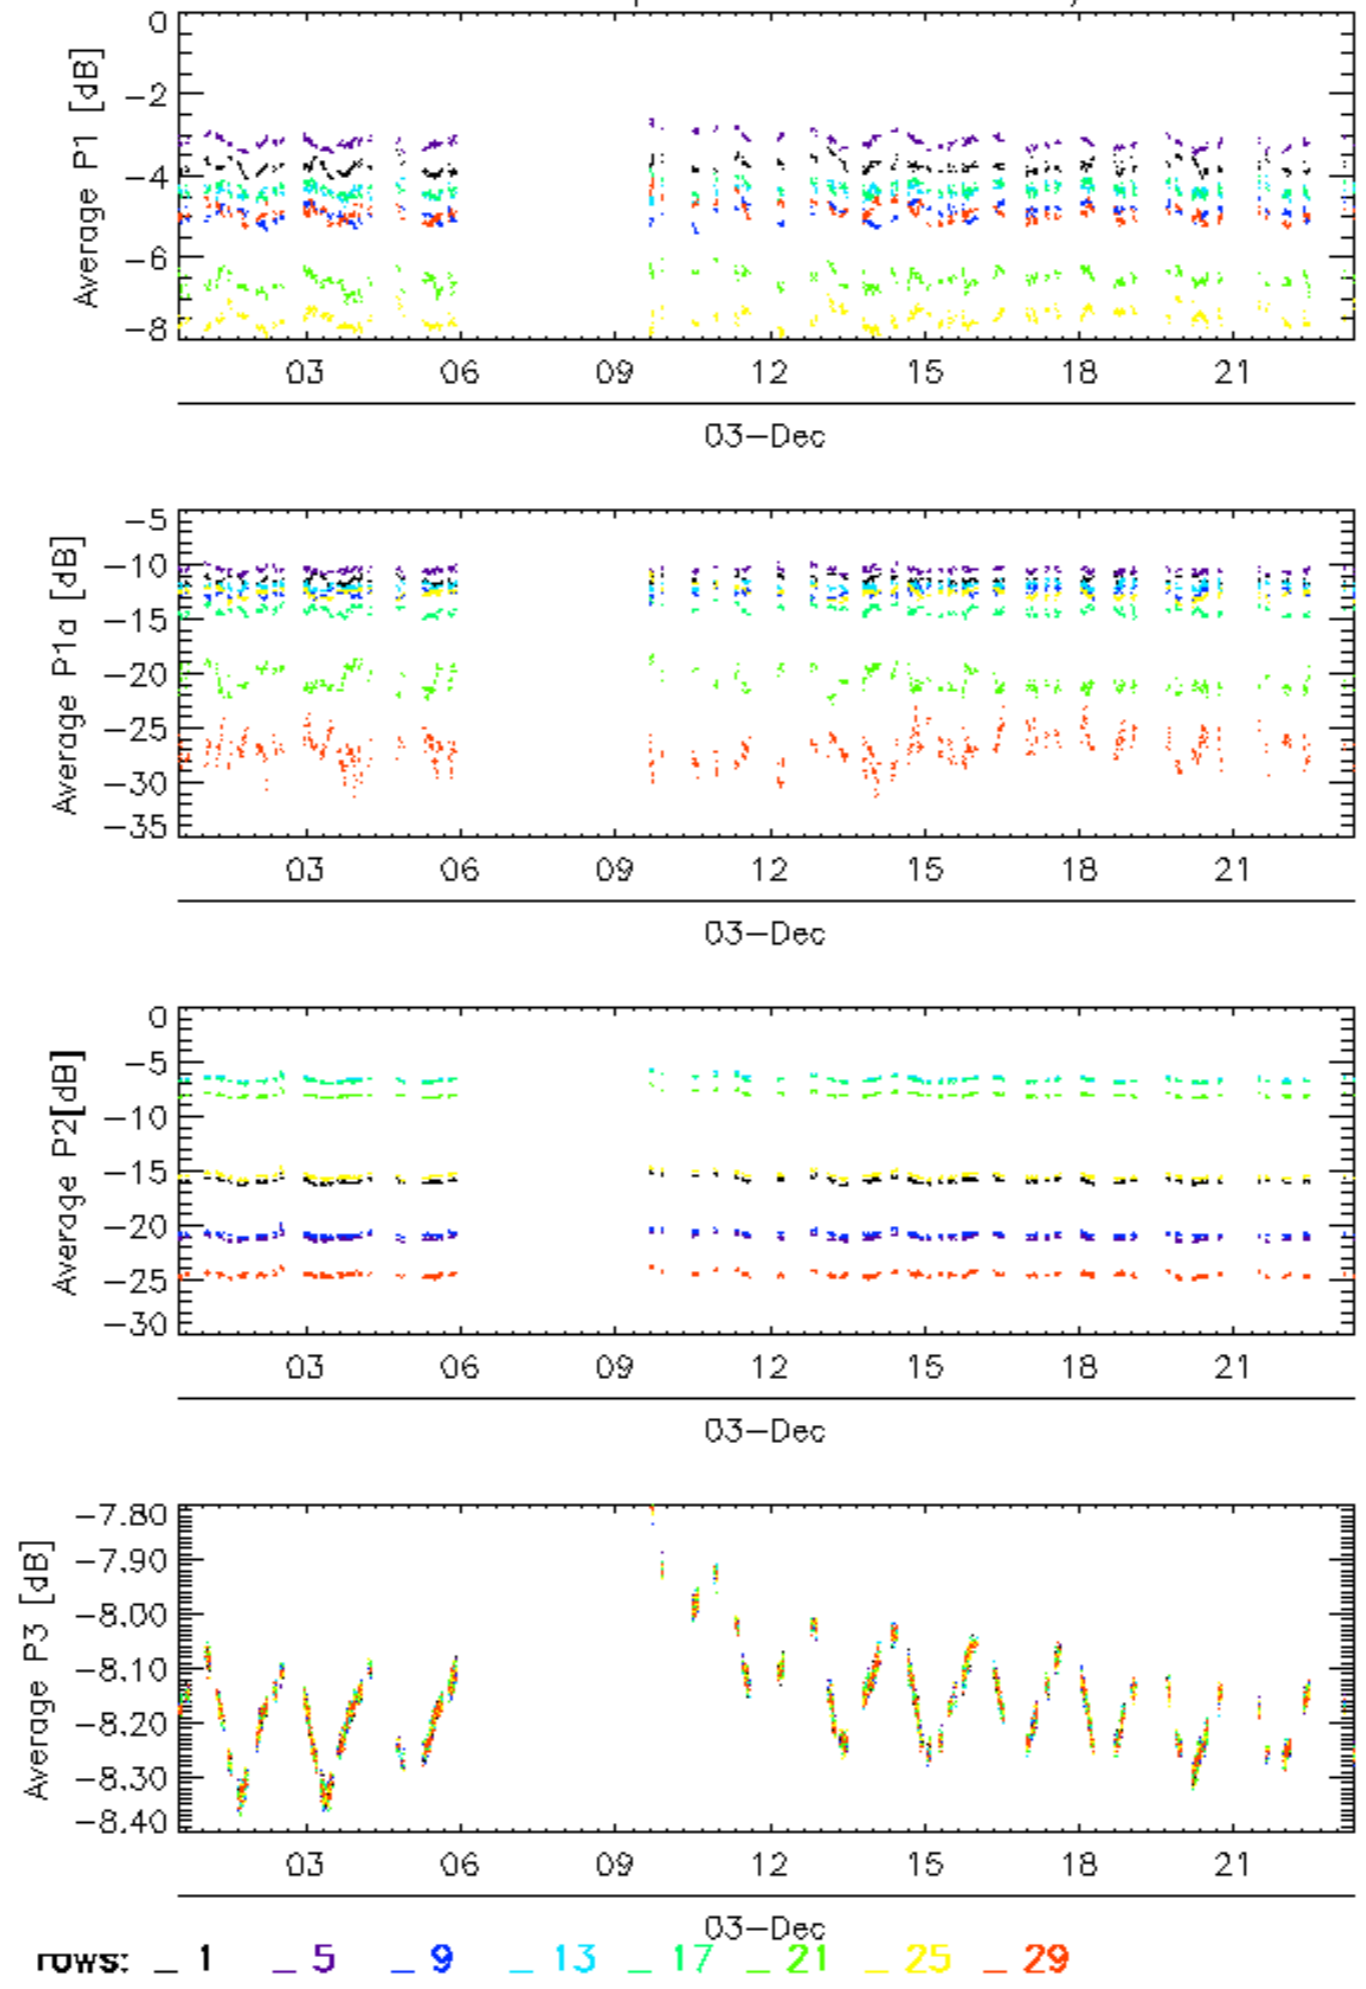 0
-2
-4
-6
-8
Average P1 [dB]
03 06 09 12 15 18 21
03-Dec
-5
-10
-15
-20
-25
-30
-35
Average P1a [dB]
03 06 09 12 15 18 21
03-Dec
0
-5
-10
-15
-20
-25
-30
Average P2[dB]
03 06 09 12 15 18 21
03-Dec
-7.80
-7.90
-8.00
-8.10
-8.20
-8.30
-8.40
Average P3 [dB]
03 06 09 12 15 18 21
03-Dec
rows: _ 1 _ 5 _ 9 _ 13 _ 17 _ 21 _ 25 _ 29